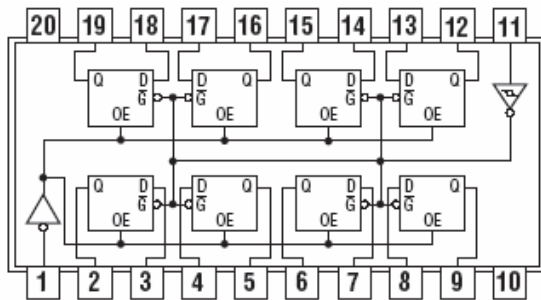 20 19 18 17 16 15 14 13 12 11
Q D D Q Q D D Q
G̅ G̅ G̅ G̅
OE OE OE OE
Q D D Q Q D D Q
G̅ G̅ G̅ G̅
OE OE OE OE
1 2 3 4 5 6 7 8 9 10